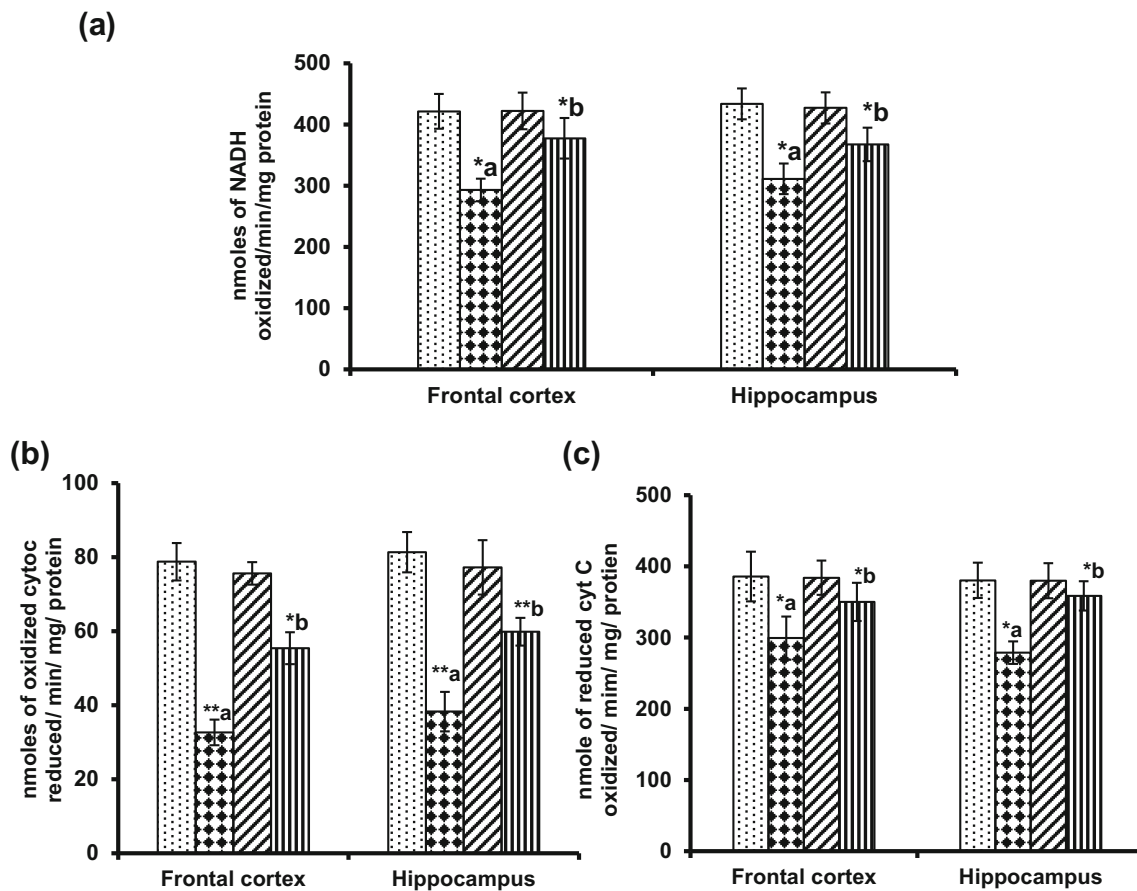 (a)
nmoles of NADH
oxidized/min/mg protein
500
400
300
200
100
0
*a
*b
*a
*b
Frontal cortex
Hippocampus
(b)
nmoles of oxidized cytoc
reduced/ min/ mg/ protein
100
80
60
40
20
0
**a
*b
**a
**b
Frontal cortex
Hippocampus
(c)
nmole of reduced cyt C
oxidized/ mim/ mg/ protien
500
400
300
200
100
0
*a
*b
*a
*b
Frontal cortex
Hippocampus